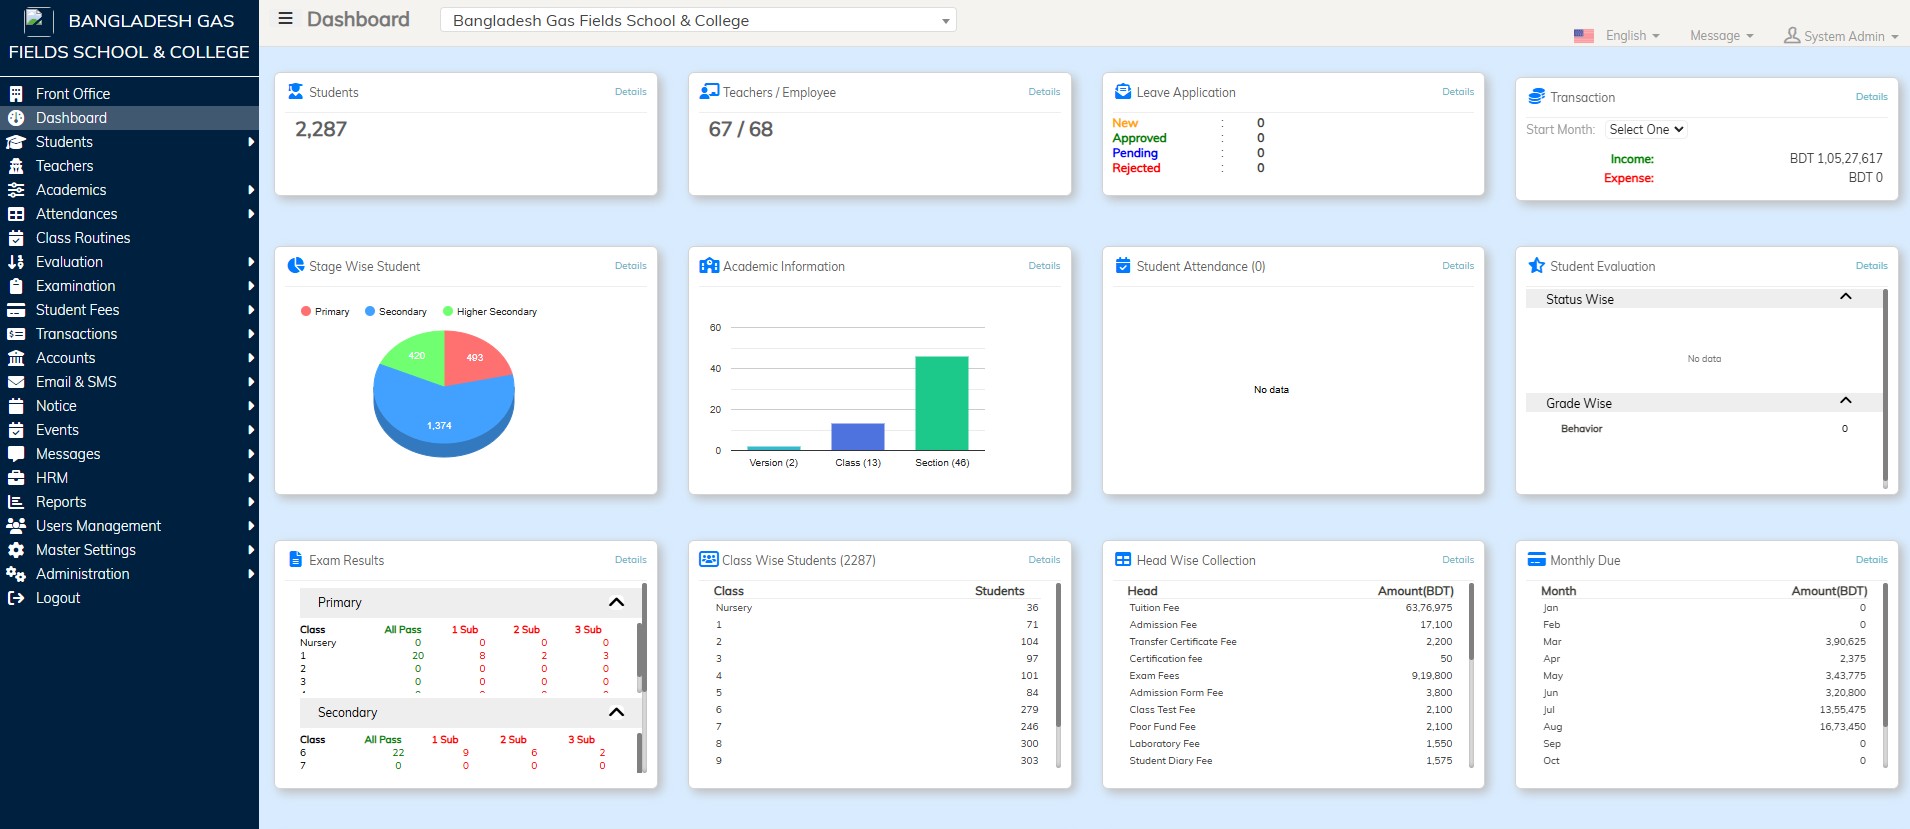 BANGLADESH GAS
FIELDS SCHOOL & COLLEGE
Front Office
Dashboard
Students
Teachers
Academics
Attendances
Class Routines
Evaluation
Examination
Student Fees
Transactions
Accounts
Email & SMS
Notice
Events
Messages
HRM
Reports
Users Management
Master Settings
Administration
Logout
Dashboard
Bangladesh Gas Fields School & College
English
Message
System Admin
Students Details
2,287
Teachers / Employee Details
67 / 68
Leave Application Details
New : 0
Approved : 0
Pending : 0
Rejected : 0
Transaction Details
Start Month: Select One
Income: BDT 1,05,27,617
Expense: BDT 0
Stage Wise Student Details
Primary Secondary Higher Secondary
420 493
1,374
Academic Information Details
60
40
20
0
Version (2) Class (13) Section (46)
Student Attendance (0) Details
No data
Student Evaluation Details
Status Wise
No data
Grade Wise
Behavior 0
Exam Results Details
Primary
Class All Pass 1 Sub 2 Sub 3 Sub
Nursery 0 0 0 0
1 20 8 2 3
2 0 0 0 0
3 0 0 0 0
Secondary
Class All Pass 1 Sub 2 Sub 3 Sub
6 22 9 6 2
7 0 0 0 0
Class Wise Students (2287) Details
Class Students
Nursery 36
1 71
2 104
3 97
4 101
5 84
6 279
7 246
8 300
9 303
Head Wise Collection Details
Head Amount(BDT)
Tuition Fee 63,76,975
Admission Fee 17,100
Transfer Certificate Fee 2,200
Certification fee 50
Exam Fees 9,19,800
Admission Form Fee 3,800
Class Test Fee 2,100
Poor Fund Fee 2,100
Laboratory Fee 1,550
Student Diary Fee 1,575
Monthly Due Details
Month Amount(BDT)
Jan 0
Feb 0
Mar 3,90,625
Apr 2,375
May 3,43,775
Jun 3,20,800
Jul 13,55,475
Aug 16,73,450
Sep 0
Oct 0